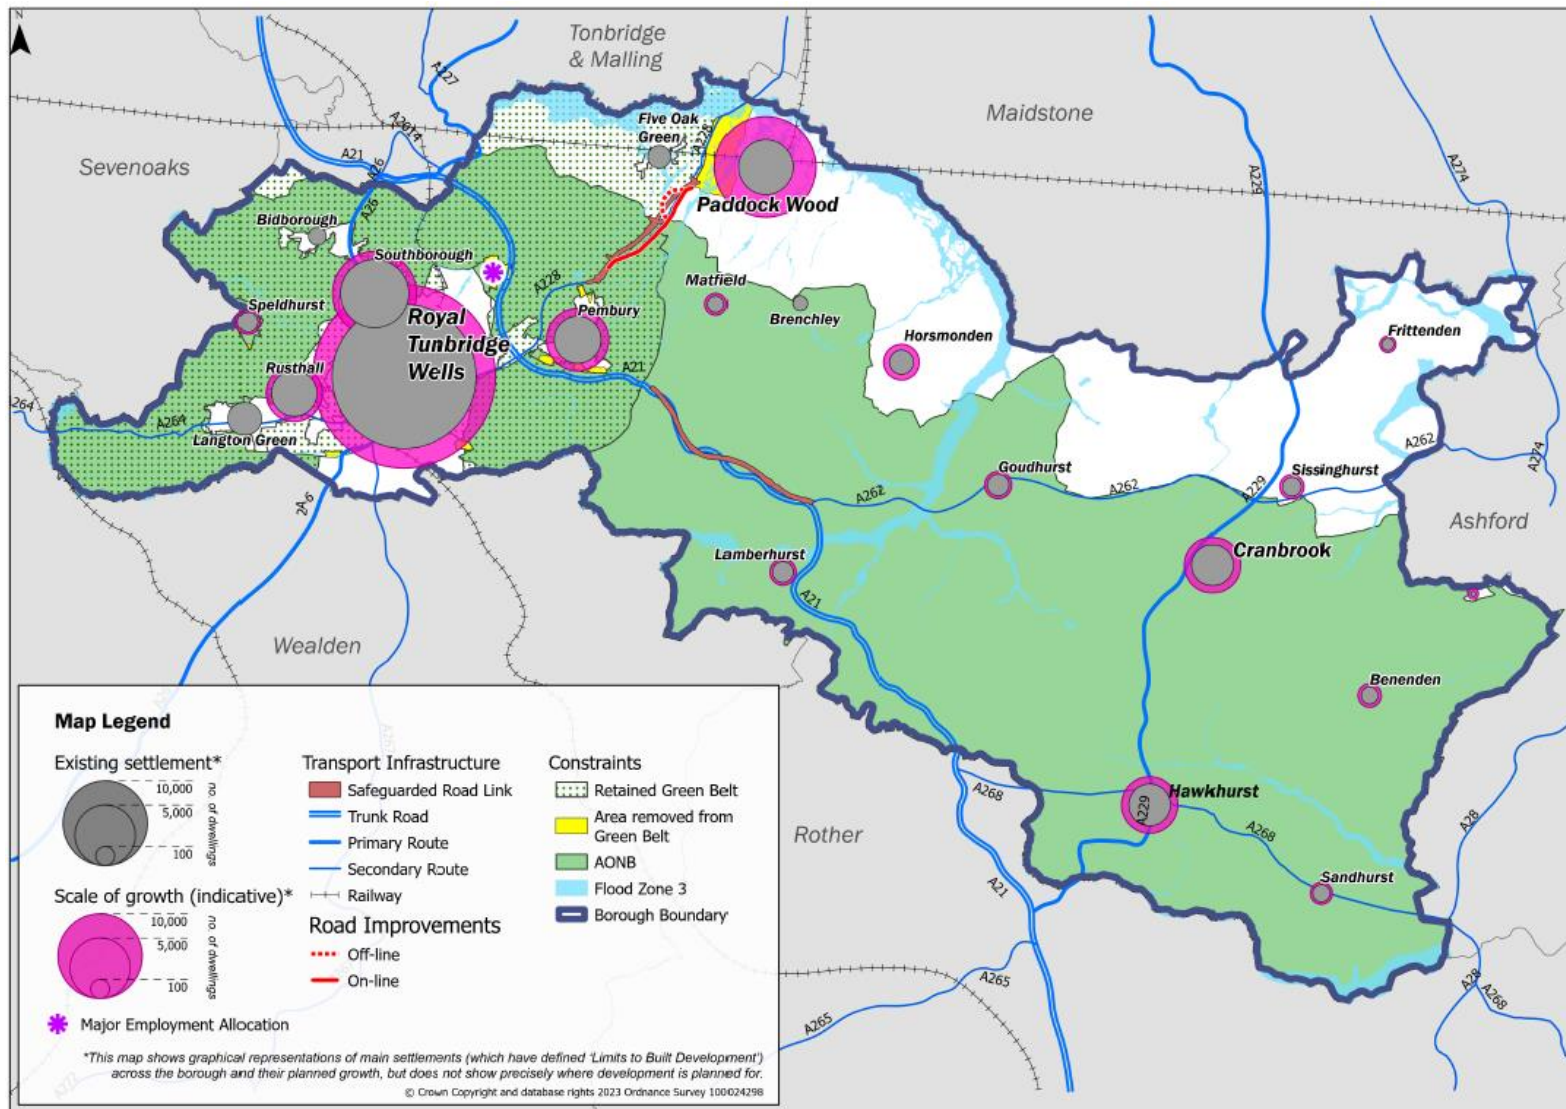 N
Tonbridge
& Malling
Maidstone
Sevenoaks
Ashford
Wealden
Rother
A227
A2014
A21
A26
A26
A228
A229
A274
Five Oak
Green
Paddock Wood
Bidborough
Southborough
Speldhurst
Royal
Tunbridge
Wells
A228
Pembury
Matfield
Brenchley
Horsmonden
Frittenden
Rusthall
A21
A264
Langton Green
A262
A274
Goudhurst
Sissinghurst
A262
A262
A229
Lamberhurst
Cranbrook
A21
Benenden
A268
A229
Hawkhurst
A268
A28
A21
Sandhurst
A265
A265
A28
A268
Map Legend
Existing settlement*
10,000
5,000
100
no. of dwellings
Scale of growth (indicative)*
10,000
5,000
100
no. of dwellings
Major Employment Allocation
Transport Infrastructure
Safeguarded Road Link
Trunk Road
Primary Route
Secondary Route
Railway
Road Improvements
Off-line
On-line
Constraints
Retained Green Belt
Area removed from
Green Belt
AONB
Flood Zone 3
Borough Boundary
*This map shows graphical representations of main settlements (which have defined 'Limits to Built Development')
across the borough and their planned growth, but does not show precisely where development is planned for.
© Crown Copyright and database rights 2023 Ordnance Survey 100024298